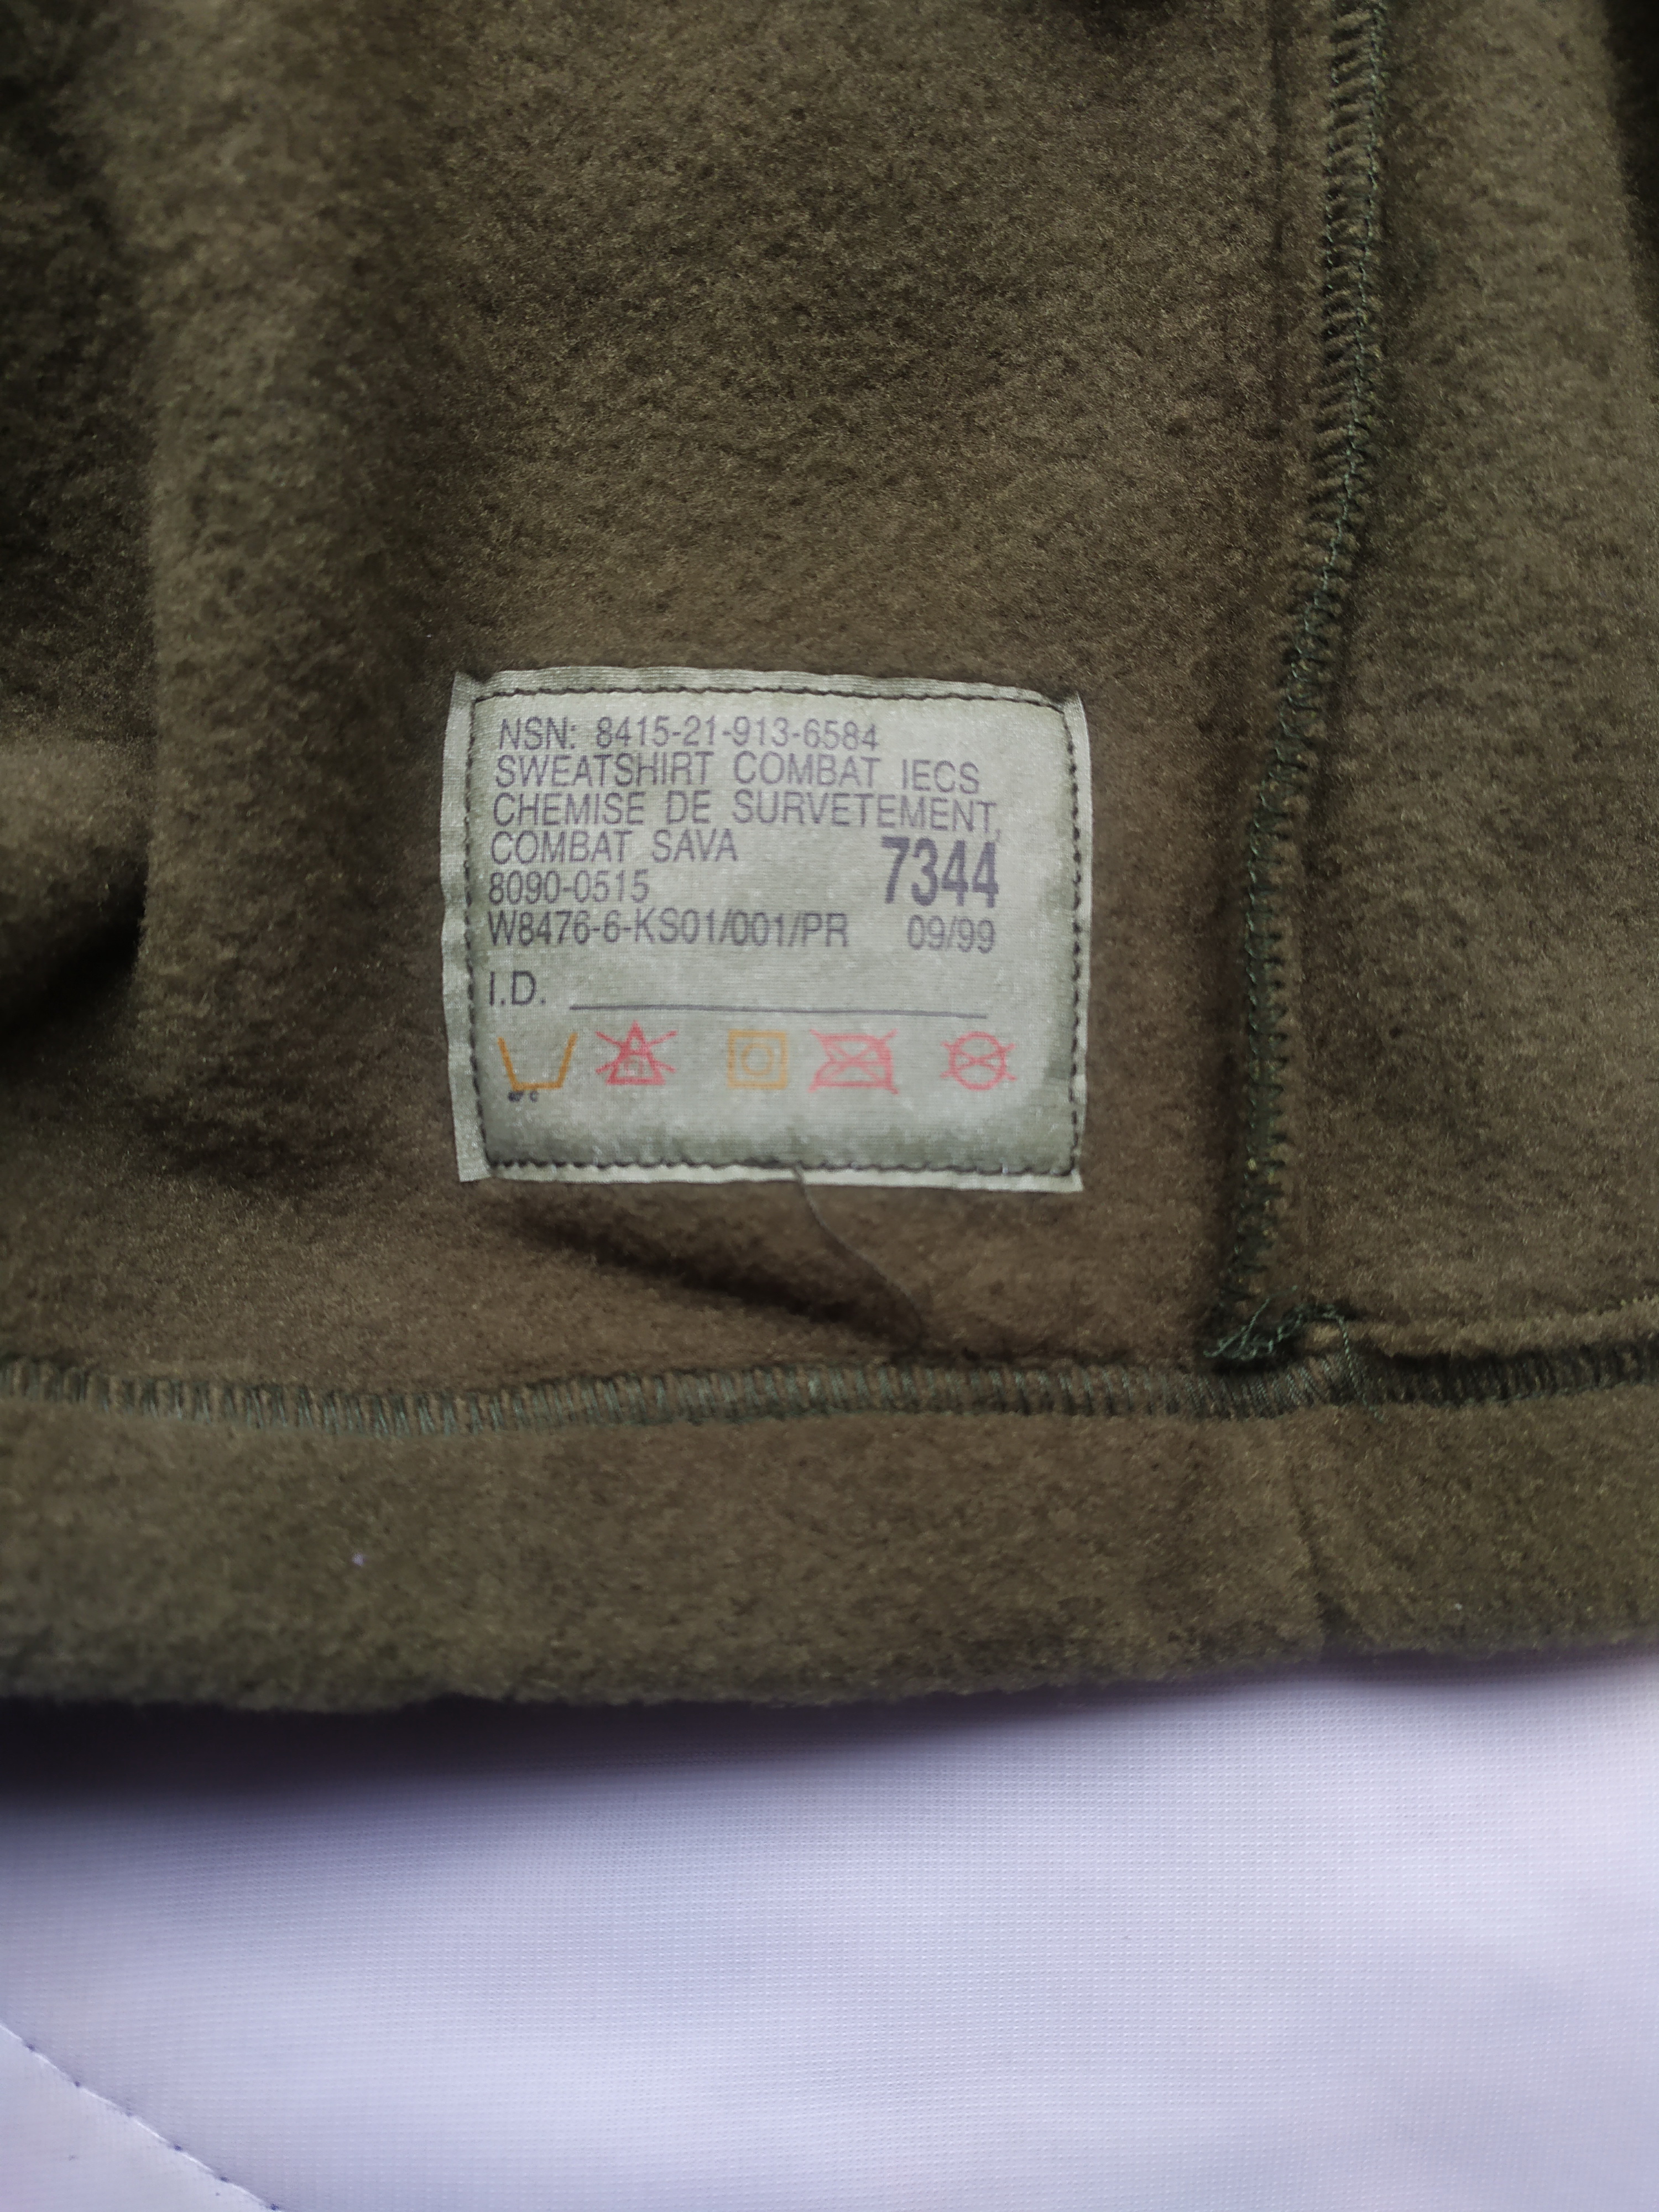 NSN: 8415-21-913-6584
SWEATSHIRT COMBAT IECS
CHEMISE DE SURVETEMENT,
COMBAT SAVA
8090-0515 7344
W8476-6-KS01/001/PR 09/99
I.D.
40° C